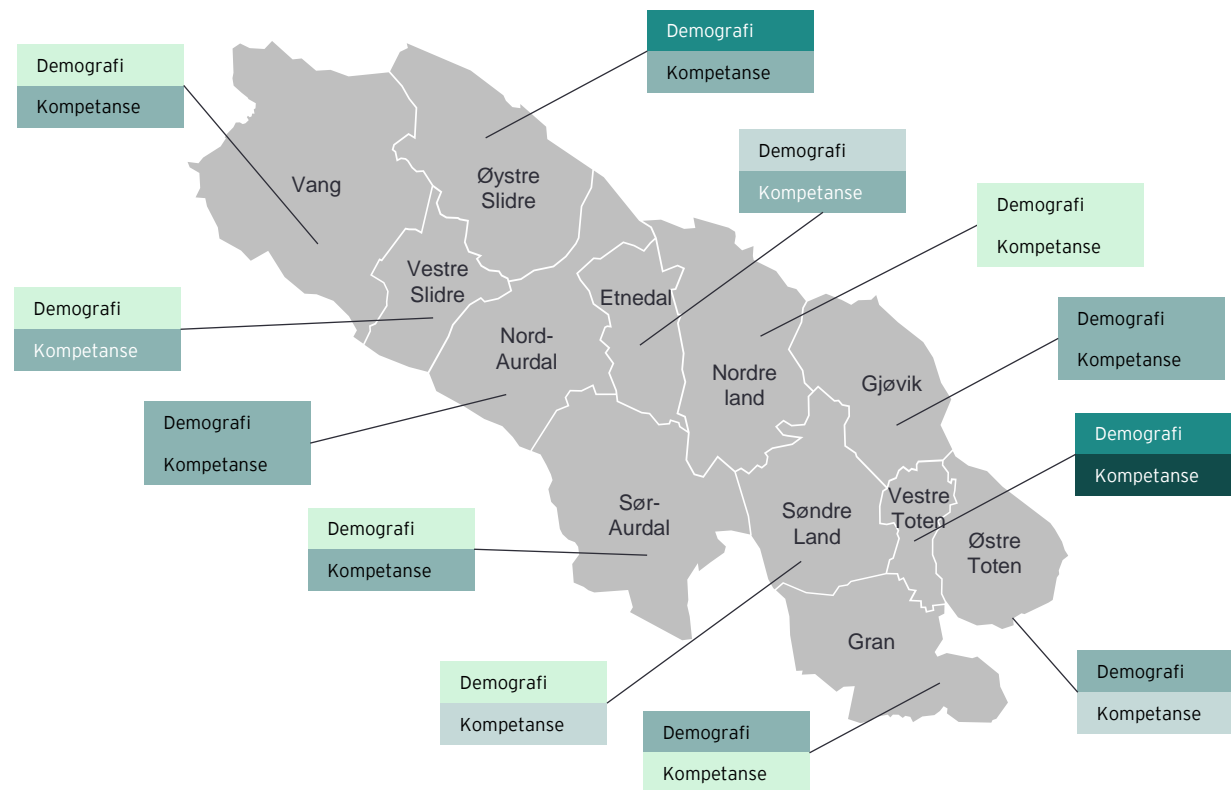 Demografi
Kompetanse
Demografi
Kompetanse
Demografi
Kompetanse
Demografi
Kompetanse
Vang
Øystre
Slidre
Vestre
Slidre
Etnedal
Demografi
Kompetanse
Demografi
Kompetanse
Nord-
Aurdal
Nordre
land
Gjøvik
Demografi
Kompetanse
Demografi
Kompetanse
Sør-
Aurdal
Søndre
Land
Vestre
Toten
Østre
Toten
Demografi
Kompetanse
Gran
Demografi
Kompetanse
Demografi
Kompetanse
Demografi
Kompetanse